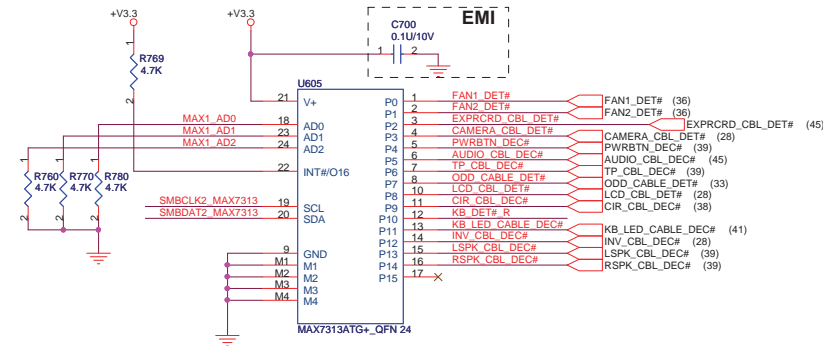 +V3.3
+V3.3
EMI
C700
0.1U/10V
1
2
R769
4.7K
1
2
U605
21
V+
MAX1_AD0
18
AD0
MAX1_AD1
23
AD1
MAX1_AD2
24
AD2
22
INT#/O16
1
1
1
R760
4.7K
R770
4.7K
R780
4.7K
2
2
2
SMBCLK2_MAX7313
19
SCL
SMBDAT2_MAX7313
20
SDA
9
GND
M1
M1
M2
M2
M3
M3
M4
M4
MAX7313ATG+_QFN 24
P0 1 FAN1_DET# FAN1_DET# (36)
P1 2 FAN2_DET# FAN2_DET# (36)
P2 3 EXPRCRD_CBL_DET# EXPRCRD_CBL_DET# (45)
P3 4 CAMERA_CBL_DET# CAMERA_CBL_DET# (28)
P4 5 PWRBTN_DEC# PWRBTN_DEC# (39)
P5 6 AUDIO_CBL_DEC# AUDIO_CBL_DEC# (45)
P6 7 TP_CBL_DEC# TP_CBL_DEC# (39)
P7 8 ODD_CABLE_DET# ODD_CABLE_DET# (33)
P8 10 LCD_CBL_DET# LCD_CBL_DET# (28)
P9 11 CIR_CBL_DEC# CIR_CBL_DEC# (38)
P10 12 KB_DET#_R
P11 13 KB_LED_CABLE_DEC# KB_LED_CABLE_DEC# (41)
P12 14 INV_CBL_DEC# INV_CBL_DEC# (28)
P13 15 LSPK_CBL_DEC# LSPK_CBL_DEC# (39)
P14 16 RSPK_CBL_DEC# RSPK_CBL_DEC# (39)
P15 17